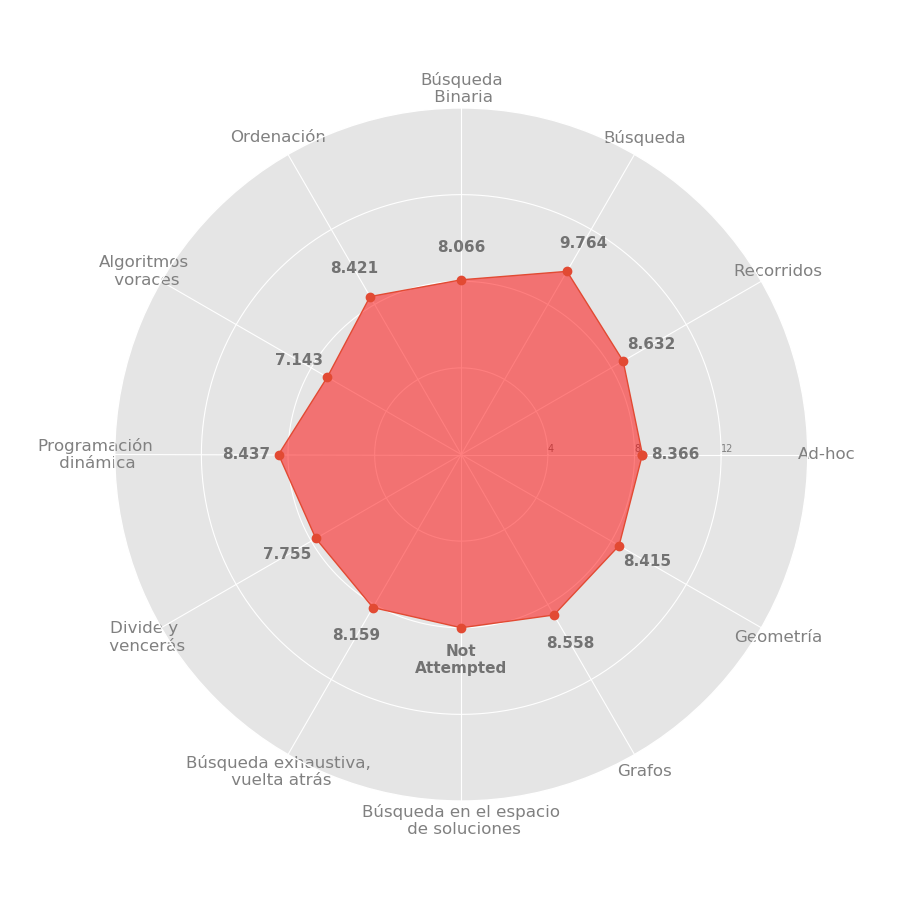 Búsqueda
Binaria
Ordenación
Búsqueda
8.066
9.764
8.421
Algoritmos
voraces
Recorridos
7.143
8.632
Programación
dinámica
8.437
4
8
12
8.366
Ad-hoc
7.755
8.415
Divide y
vencerás
8.159
Not
Attempted
8.558
Geometría
Búsqueda exhaustiva,
vuelta atrás
Grafos
Búsqueda en el espacio
de soluciones